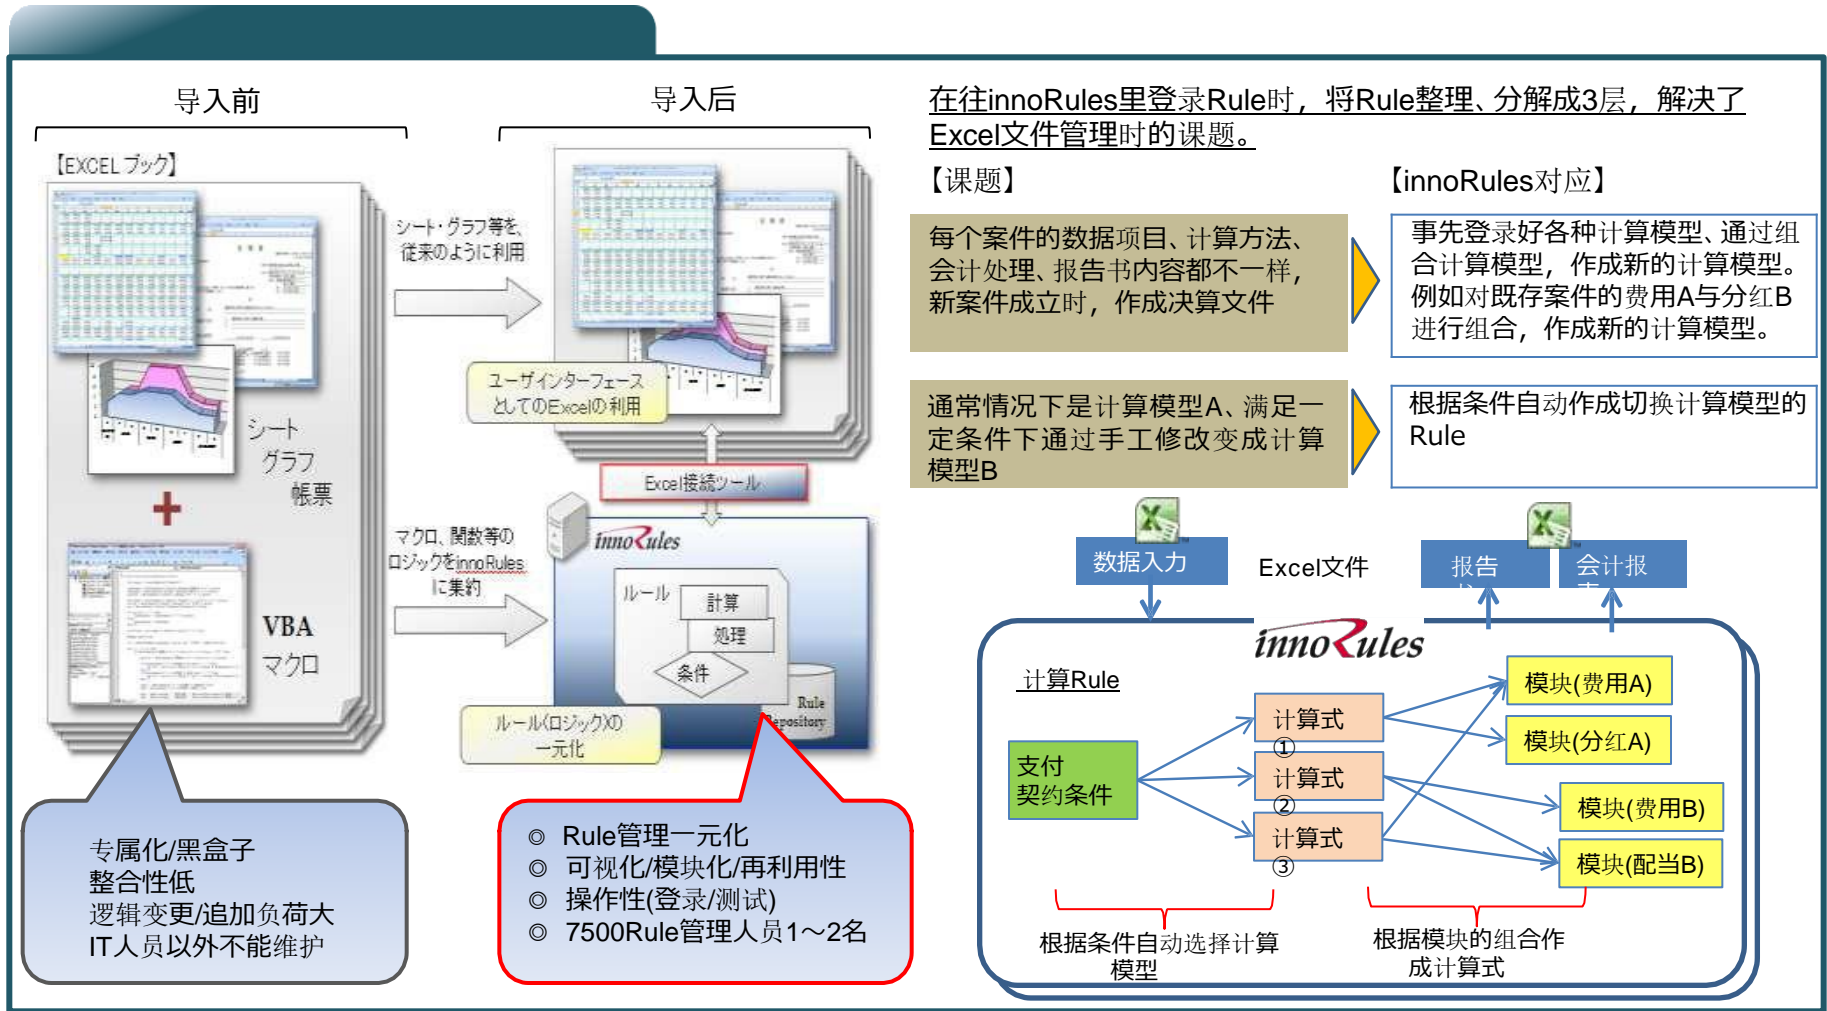 导入前
【EXCEL ブック】
シート
グラフ
帳票
VBA
マクロ
专属化/黑盒子
整合性低
逻辑变更/追加负荷大
IT人员以外不能维护
シート・グラフ等を、
従来のように利用
マクロ、関数等の
ロジックをinnoRules
に集約
导入后
ユーザインターフェース
としてのExcelの利用
Excel接続ツール
innoRules
ルール
計算
処理
条件
Rule
Repository
ルール(ロジック)の
一元化
◎ Rule管理一元化
◎ 可视化/模块化/再利用性
◎ 操作性(登录/测试)
◎ 7500Rule管理人员1～2名
在往innoRules里登录Rule时，将Rule整理、分解成3层，解决了
Excel文件管理时的课题。
【课题】
【innoRules对应】
每个案件的数据项目、计算方法、
会计处理、报告书内容都不一样，
新案件成立时，作成决算文件
事先登录好各种计算模型、通过组
合计算模型，作成新的计算模型。
例如对既存案件的费用A与分红B
进行组合，作成新的计算模型。
通常情况下是计算模型A、满足一
定条件下通过手工修改变成计算
模型B
根据条件自动作成切换计算模型的
Rule
数据入力
Excel文件
报告
会计报
innoRules
计算Rule
支付
契约条件
计算式
①
计算式
②
计算式
③
模块(费用A)
模块(分红A)
模块(费用B)
模块(配当B)
根据条件自动选择计算
模型
根据模块的组合作
成计算式